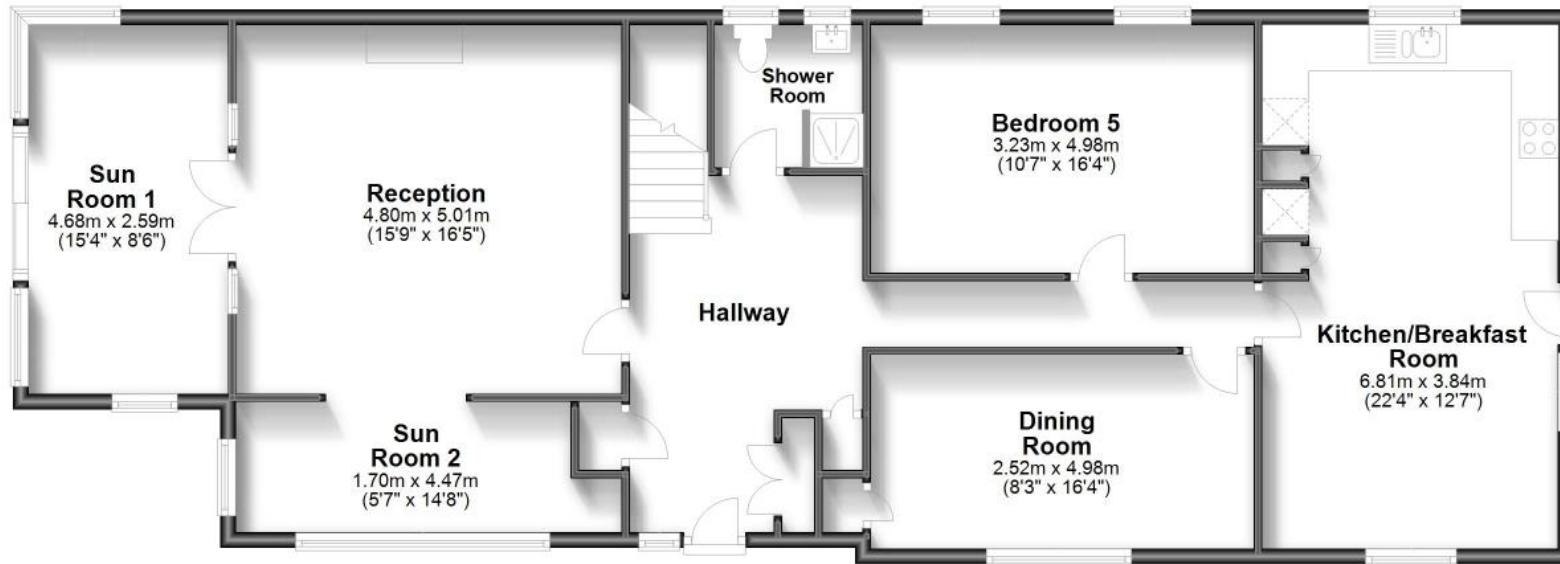 Sun
Room 1
4.68m x 2.59m
(15'4" x 8'6")
Reception
4.80m x 5.01m
(15'9" x 16'5")
Shower
Room
Bedroom 5
3.23m x 4.98m
(10'7" x 16'4")
Hallway
Kitchen/Breakfast
Room
6.81m x 3.84m
(22'4" x 12'7")
Sun
Room 2
1.70m x 4.47m
(5'7" x 14'8")
Dining
Room
2.52m x 4.98m
(8'3" x 16'4")